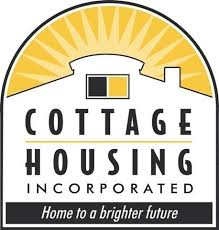 COTTAGE
HOUSING
INCORPORATED
Home to a brighter future